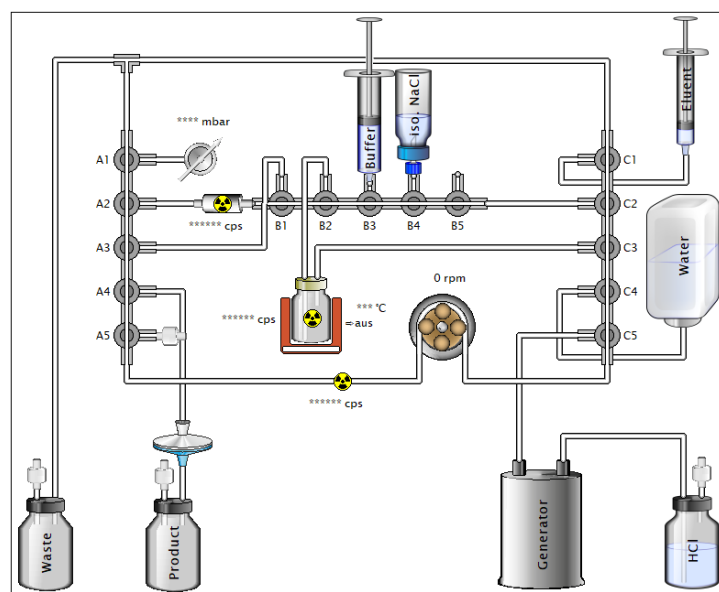 **** mbar
A1
A2
A3
A4
A5
****** cps
B1
B2
B3
B4
B5
Buffer
Iso. NaCl
Eluent
C1
C2
C3
C4
C5
Water
0 rpm
*** °C
⇨aus
****** cps
****** cps
Waste
Product
Generator
HCl